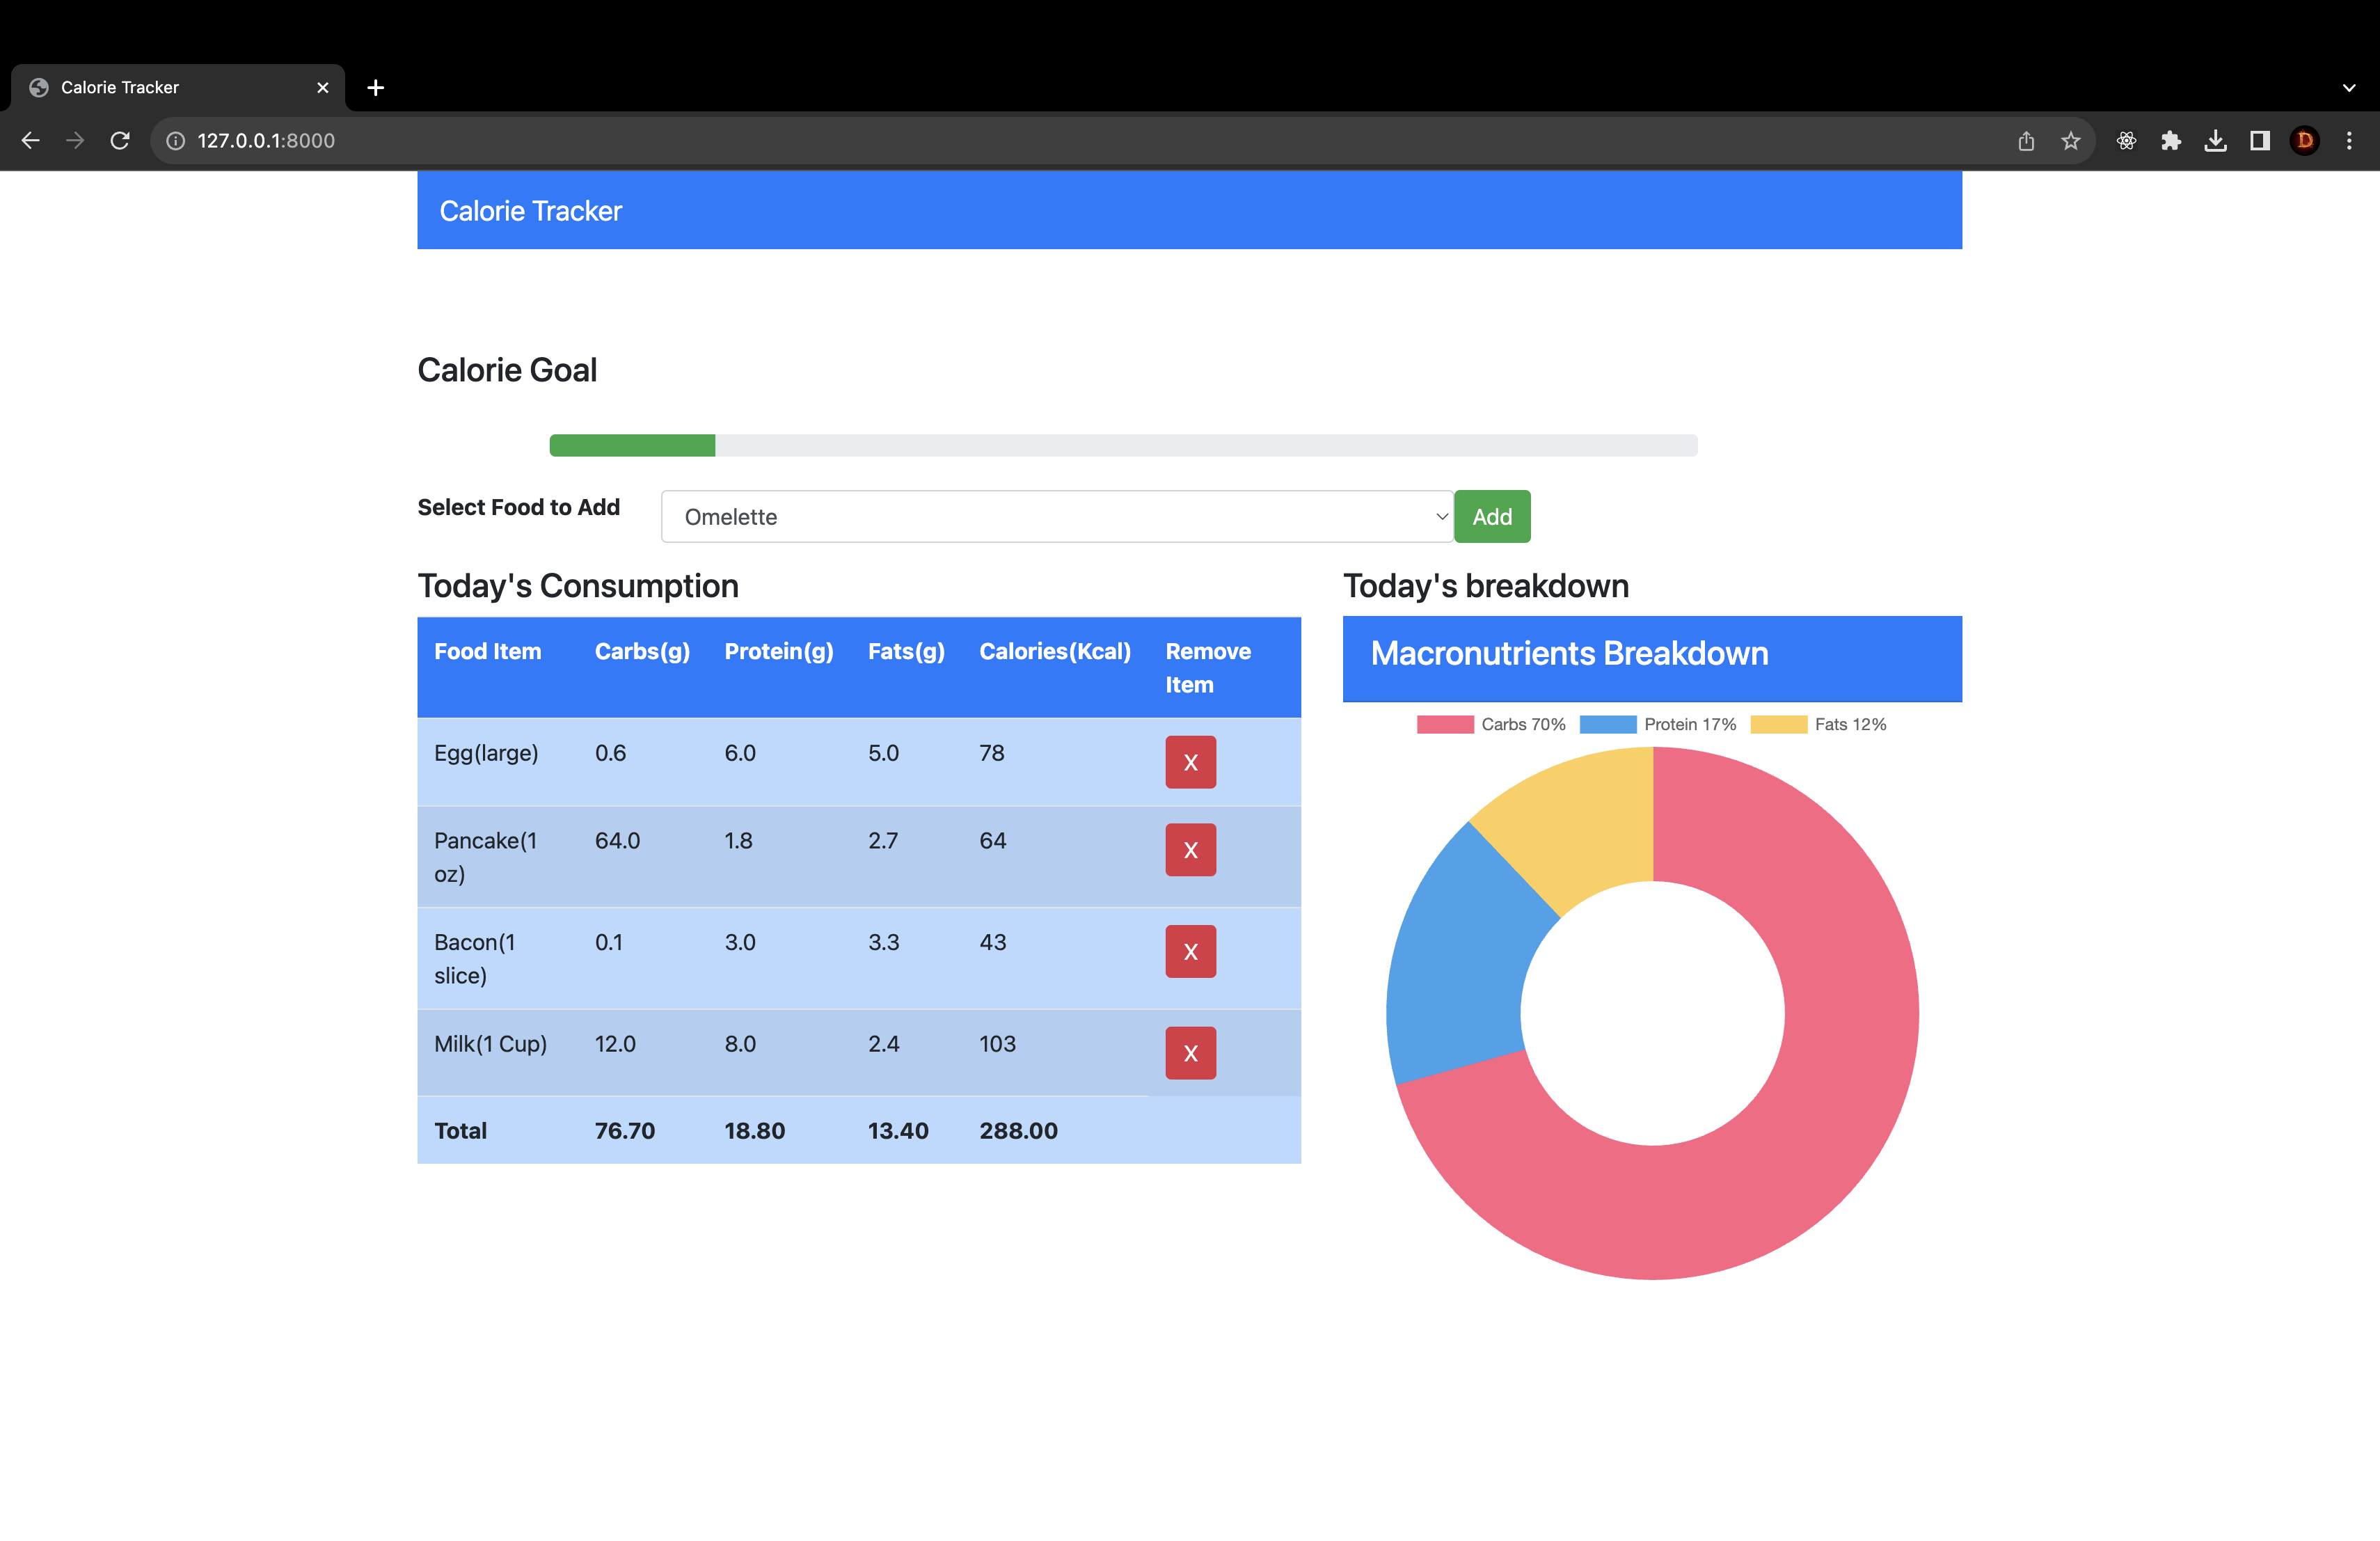 Calorie Tracker
127.0.0.1:8000
D
Calorie Tracker
Calorie Goal
Select Food to Add
Omelette
Add
Today's Consumption
Food Item Carbs(g) Protein(g) Fats(g) Calories(Kcal) Remove
Item
Egg(large) 0.6 6.0 5.0 78 X
Pancake(1 64.0 1.8 2.7 64 X
oz)
Bacon(1 0.1 3.0 3.3 43 X
slice)
Milk(1 Cup) 12.0 8.0 2.4 103 X
Total 76.70 18.80 13.40 288.00
Today's breakdown
Macronutrients Breakdown
Carbs 70% Protein 17% Fats 12%